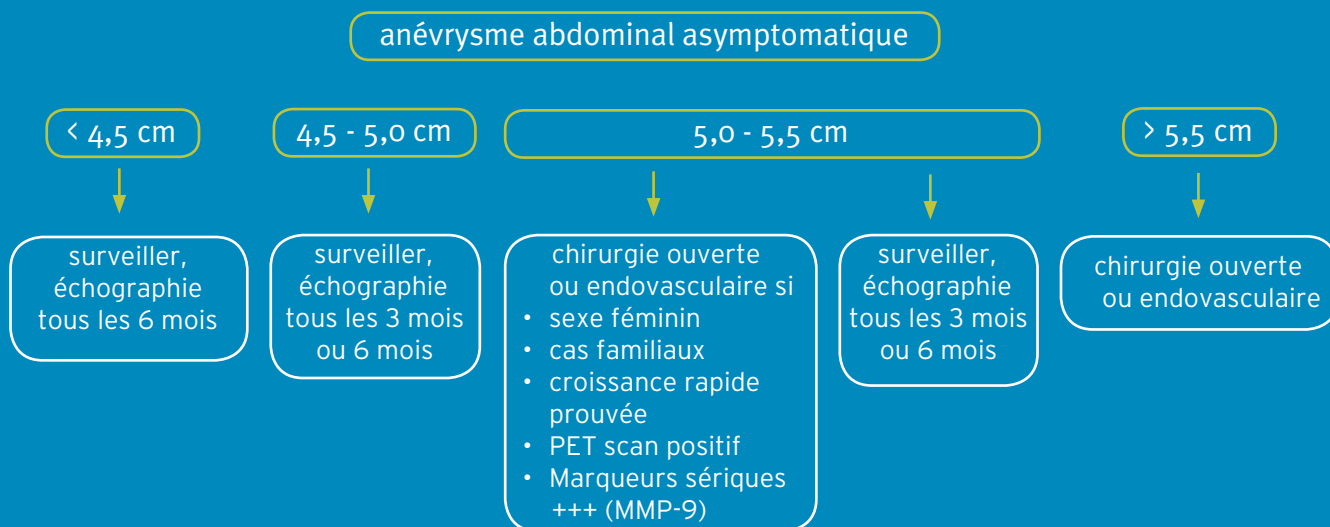 anévrysme abdominal asymptomatique
< 4,5 cm
4,5 - 5,0 cm
5,0 - 5,5 cm
> 5,5 cm
surveiller,
échographie
tous les 6 mois
surveiller,
échographie
tous les 3 mois
ou 6 mois
chirurgie ouverte
ou endovasculaire si
• sexe féminin
• cas familiaux
• croissance rapide
prouvée
• PET scan positif
• Marqueurs sériques
+++ (MMP-9)
surveiller,
échographie
tous les 3 mois
ou 6 mois
chirurgie ouverte
ou endovasculaire